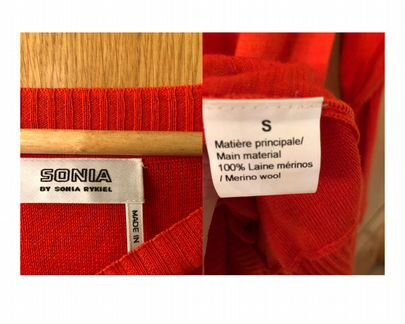 SONIA
BY SONIA RYKIEL
MADE IN
S
Matière principale/
Main material
100% Laine mérinos
/ Merino wool